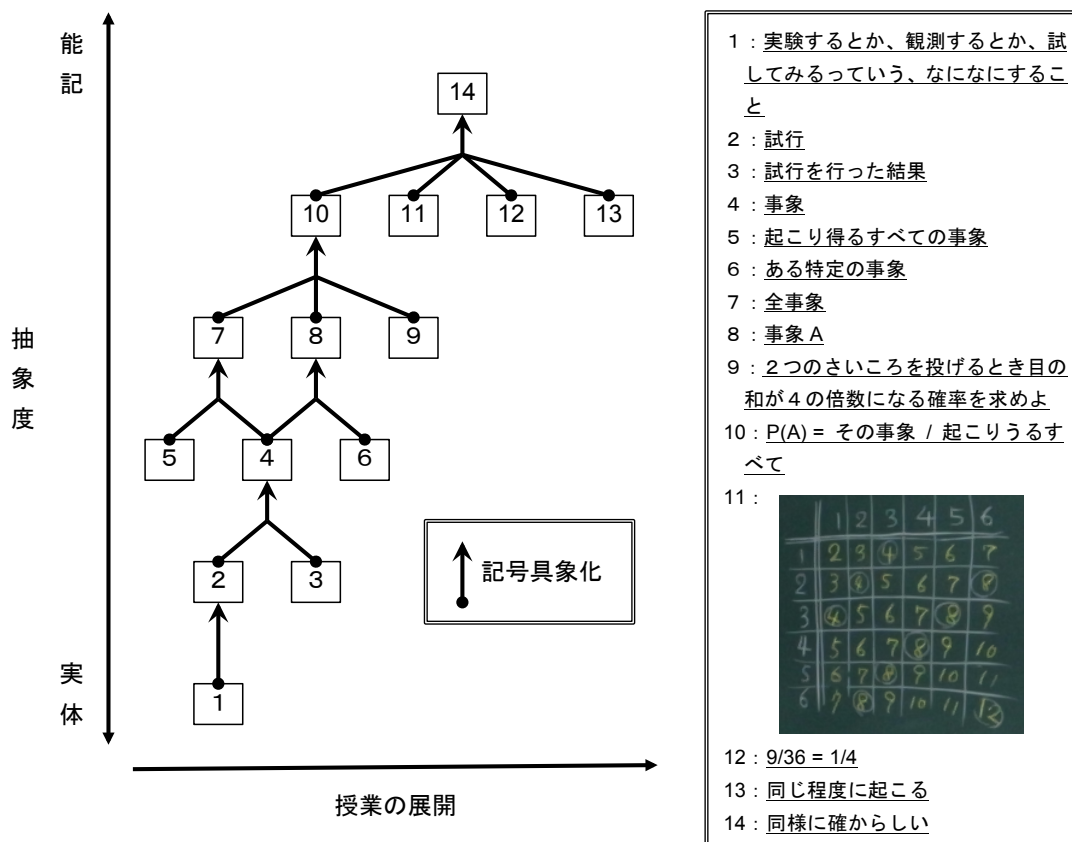 能記
抽象度
実体
14
10 11 12 13
7 8 9
5 4 6
2 3
1
記号具象化
授業の展開
1：実験するとか、観測するとか、試
してみるっていう、なになにするこ
と
2：試行
3：試行を行った結果
4：事象
5：起こり得るすべての事象
6：ある特定の事象
7：全事象
8：事象 A
9：２つのさいころを投げるとき目の
和が４の倍数になる確率を求めよ
10：P(A) = その事象 / 起こりうるす
べて
11：
1 2 3 4 5 6
1 2 3 4 5 6 7
2 3 4 5 6 7 8
3 4 5 6 7 8 9
4 5 6 7 8 9 10
5 6 7 8 9 10 11
6 7 8 9 10 11 12
12：9/36 = 1/4
13：同じ程度に起こる
14：同様に確からしい